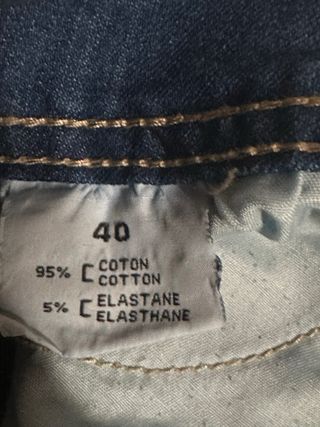 40
95% COTON
COTTON
5% ELASTANE
ELASTHANE